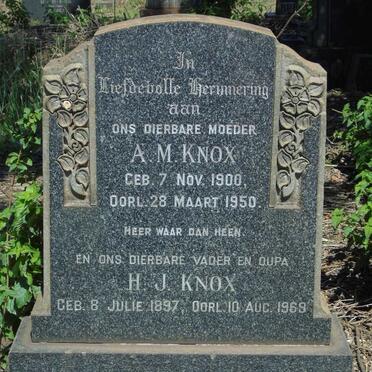 In
Liefdevolle Herinnering
aan
ONS DIERBARE MOEDER
A. M. KNOX
GEB. 7 NOV. 1900,
OORL. 28 MAART 1950.
HEER WAAR DAN HEEN.
EN ONS DIERBARE VADER EN OUPA
H. J. KNOX
GEB. 8 JULIE 1897, OORL. 10 AUG. 1969